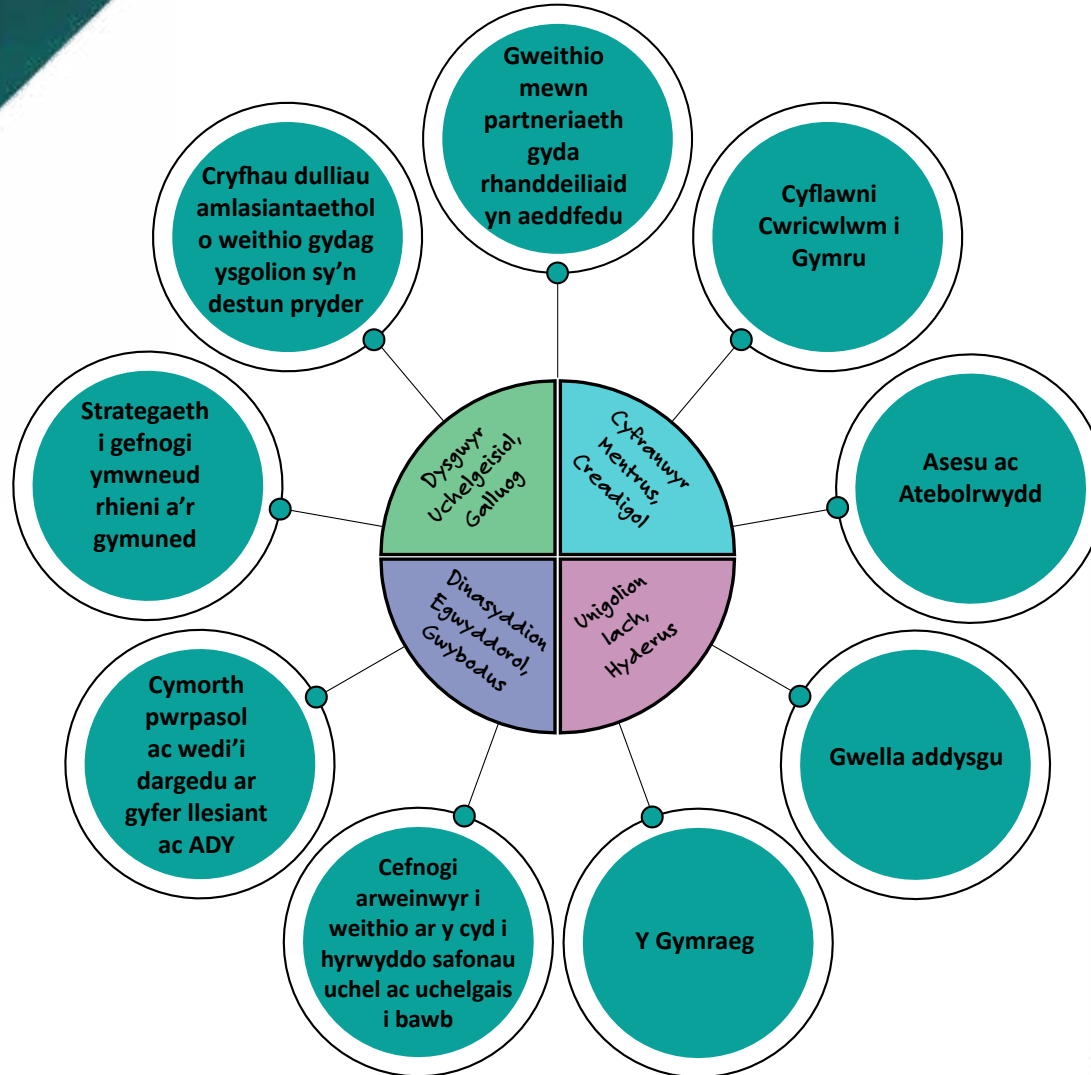 Gweithio
mewn
partneriaeth
gyda
rhanddeiliaid
yn aeddfedu
Cyflawni
Cwricwlwm i
Gymru
Asesu ac
Atebolrwydd
Gwella addysgu
Y Gymraeg
Cefnogi
arweinwyr i
weithio ar y cyd i
hyrwyddo safonau
uchel ac uchelgais
i bawb
Cymorth
pwrpasol
ac wedi'i
dargedu ar
gyfer llesiant
ac ADY
Strategaeth
i gefnogi
ymwneud
rhieni a'r
gymuned
Cryfhau dulliau
amlasiantaethol
o weithio gydag
ysgolion sy'n
destun pryder
Dysgwyr
Uchelgeisiol,
Galluog
Cyfranwyr
Mentrus,
Creadigol
Dinasyddion
Egwyddorol,
Gwybodus
Unigolion
Iach,
Hyderus